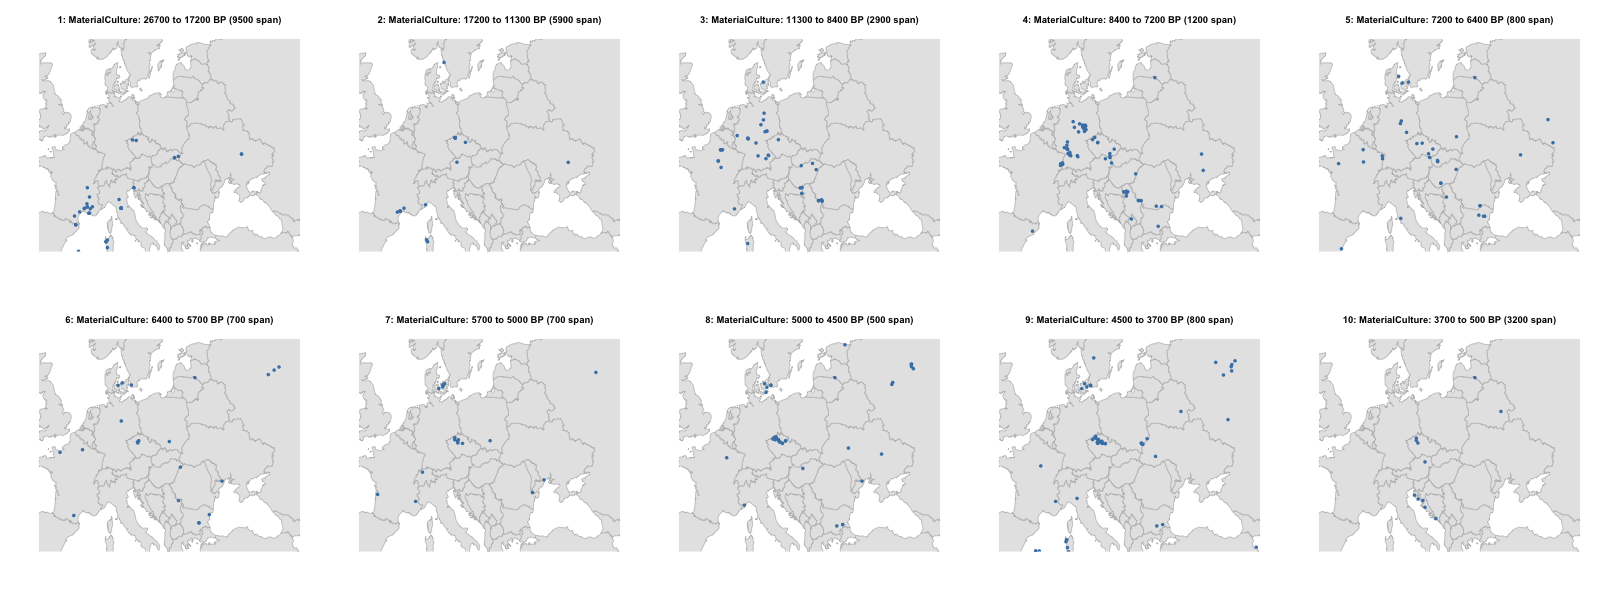 1: MaterialCulture: 26700 to 17200 BP (9500 span)
2: MaterialCulture: 17200 to 11300 BP (5900 span)
3: MaterialCulture: 11300 to 8400 BP (2900 span)
4: MaterialCulture: 8400 to 7200 BP (1200 span)
5: MaterialCulture: 7200 to 6400 BP (800 span)
6: MaterialCulture: 6400 to 5700 BP (700 span)
7: MaterialCulture: 5700 to 5000 BP (700 span)
8: MaterialCulture: 5000 to 4500 BP (500 span)
9: MaterialCulture: 4500 to 3700 BP (800 span)
10: MaterialCulture: 3700 to 500 BP (3200 span)